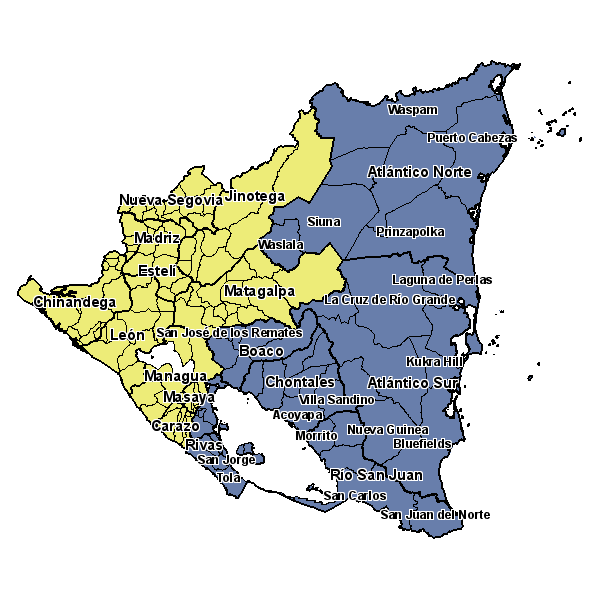 Waspam
Puerto Cabezas
Atlántico Norte
Jinotega
Nueva Segovia
Siuna
Prinzapolka
Madriz
Waslala
Estelí
Laguna de Perlas
Matagalpa
La Cruz de Río Grande
Chinandega
León
San José de los Remates
Boaco
Kukra Hill
Managua
Chontales
Atlántico Sur
Masaya
Villa Sandino
Acoyapa
Carazo
Nueva Guinea
Morrito
Bluefields
Rivas
San Jorge
Río San Juan
Tola
San Carlos
San Juan del Norte